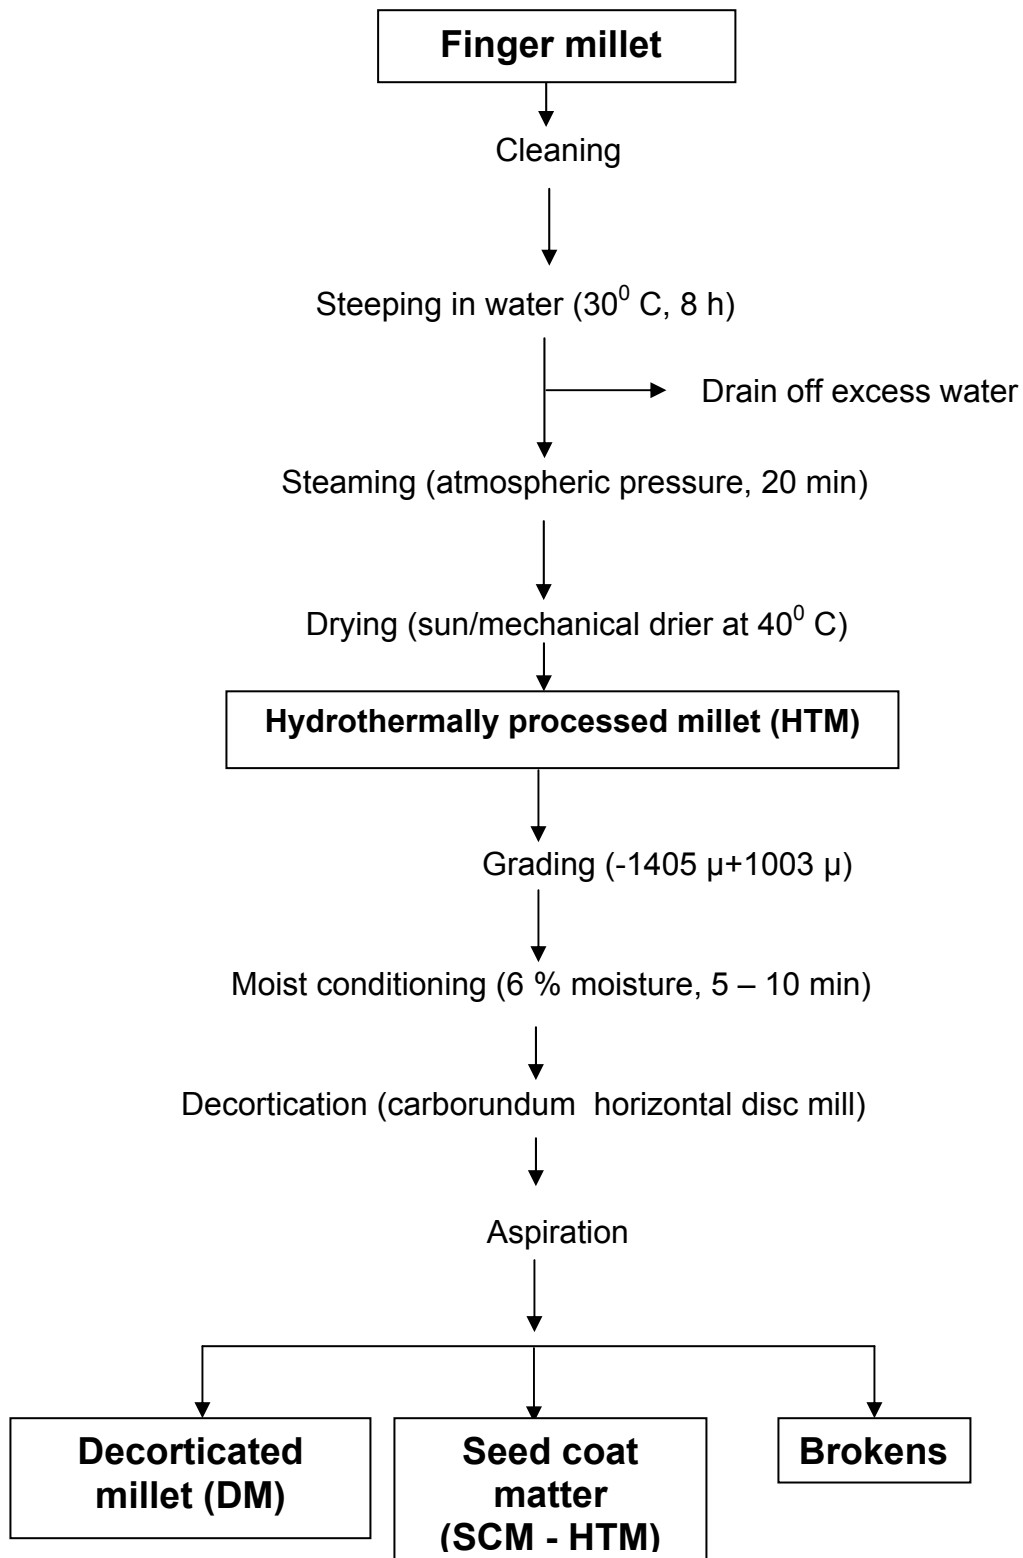 Finger millet
Cleaning
Steeping in water (30⁰ C, 8 h)
Drain off excess water
Steaming (atmospheric pressure, 20 min)
Drying (sun/mechanical drier at 40⁰ C)
Hydrothermally processed millet (HTM)
Grading (-1405 µ+1003 µ)
Moist conditioning (6 % moisture, 5 – 10 min)
Decortication (carborundum  horizontal disc mill)
Aspiration
Decorticated
millet (DM)
Seed coat
matter
(SCM - HTM)
Brokens